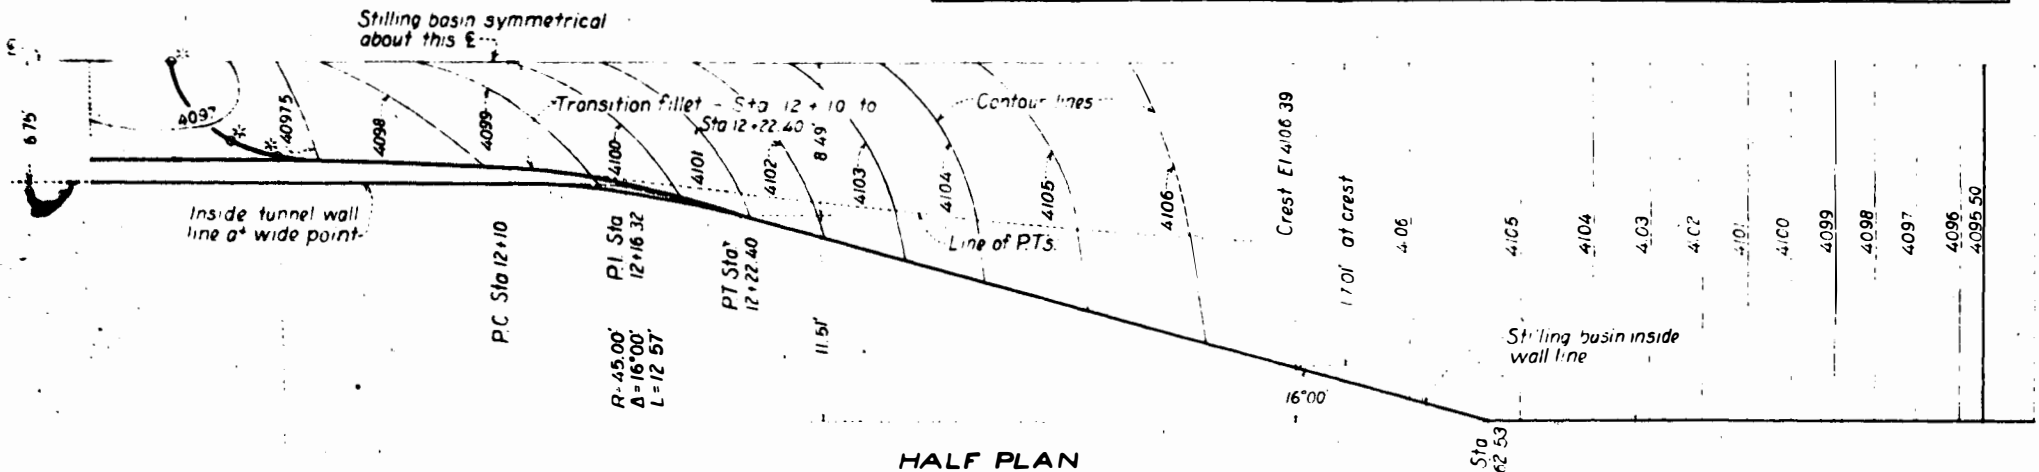 Stilling basin symmetrical
about this ℄
℄
6.75'
4097
4097.5
4098
4099
Transition fillet - Sta 12+10 to
Sta 12+22.40
4100
4101
4102
8.49
4103
Contour lines
4104
4105
4106
Crest El 4106.39
17.01' at crest
4106
4105
4104
4103
4102
4101
4100
4099
4098
4097
4096
4095.50
Inside tunnel wall
line at wide point
Line of P.T.s.
P.C. Sta 12+10
P.I. Sta
12+16.32
P.T. Sta
12+22.40
R=45.00'
Δ=16°00'
L=12.57'
11.51'
16°00'
Stilling basin inside
wall line
Sta
62.53
HALF PLAN